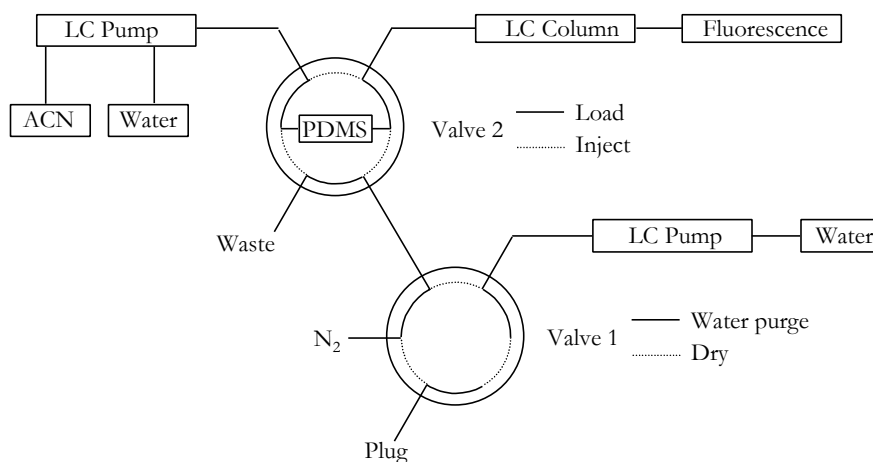 LC Pump
LC Column
Fluorescence
ACN
Water
PDMS
Valve 2
Load
Inject
Waste
LC Pump
Water
N₂
Valve 1
Water purge
Dry
Plug